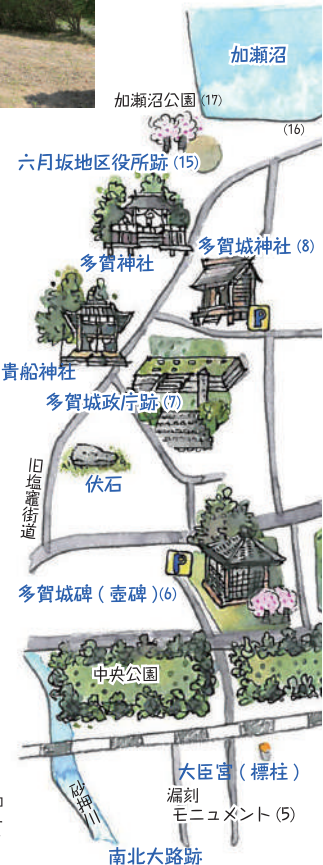 加瀬沼
加瀬沼公園 (17)
(16)
六月坂地区役所跡 (15)
多賀城神社 (8)
多賀神社
P
貴船神社
多賀城政庁跡 (7)
旧塩竈街道
伏石
P
多賀城碑 ( 壺碑 )(6)
中央公園
砂押川
大臣宮 ( 標柱 )
漏刻
モニュメント (5)
南北大路跡